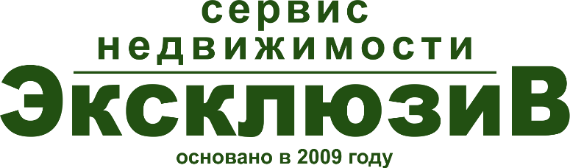 сервис
недвижимости
ЭксклюзиВ
основано в 2009 году